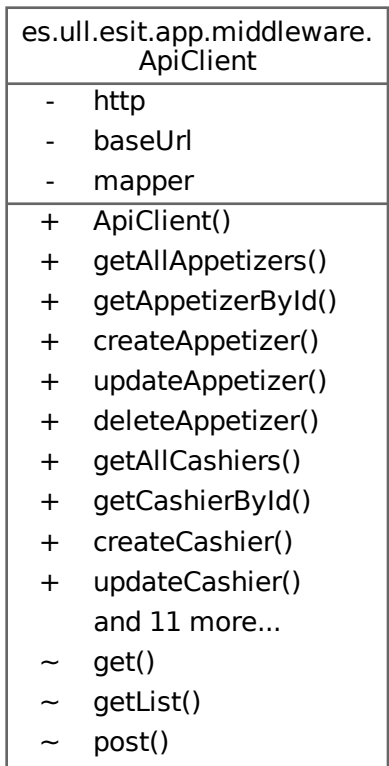 es.ull.esit.app.middleware.
ApiClient
- http
- baseUrl
- mapper
+ ApiClient()
+ getAllAppetizers()
+ getAppetizerById()
+ createAppetizer()
+ updateAppetizer()
+ deleteAppetizer()
+ getAllCashiers()
+ getCashierById()
+ createCashier()
+ updateCashier()
and 11 more...
~ get()
~ getList()
~ post()